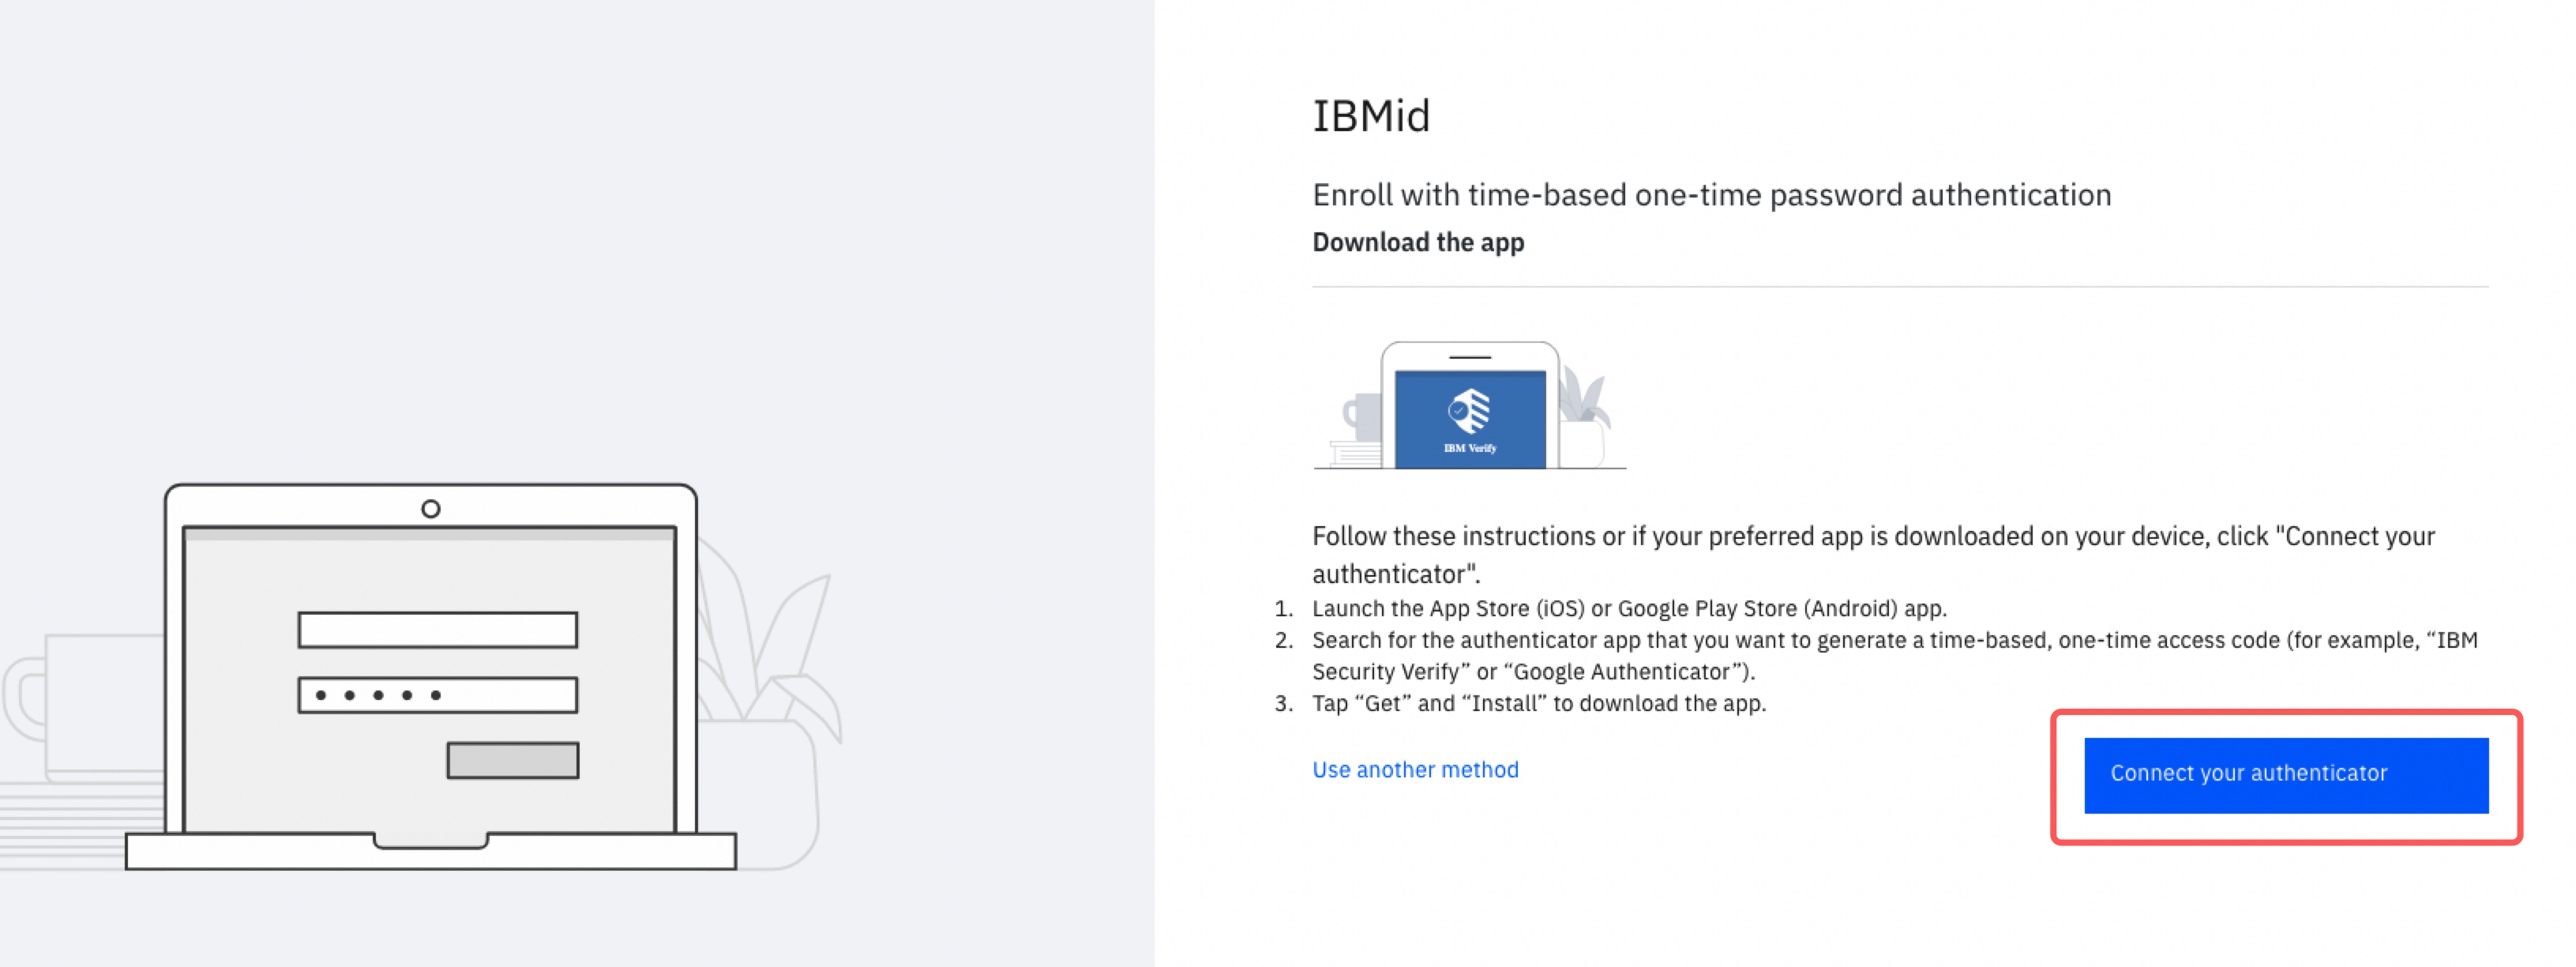 IBMid
Enroll with time-based one-time password authentication
Download the app
IBM Verify
Follow these instructions or if your preferred app is downloaded on your device, click "Connect your
authenticator".
1. Launch the App Store (iOS) or Google Play Store (Android) app.
2. Search for the authenticator app that you want to generate a time-based, one-time access code (for example, “IBM
Security Verify” or “Google Authenticator”).
3. Tap “Get” and “Install” to download the app.
Use another method
Connect your authenticator